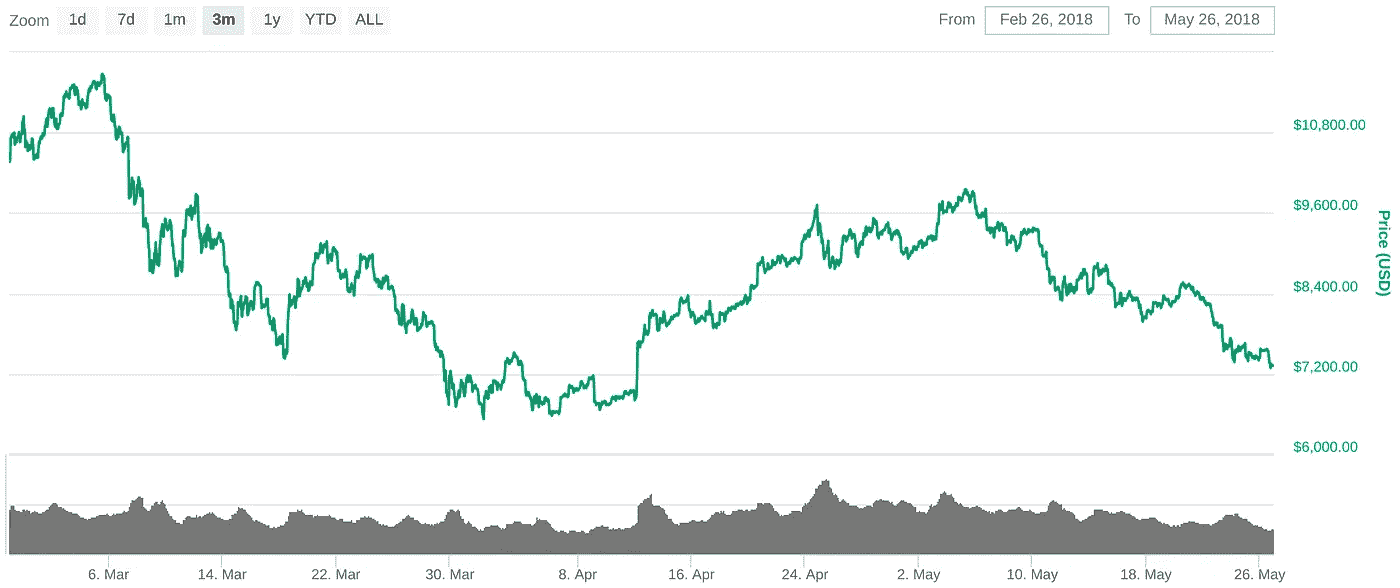 Zoom 1d 7d 1m 3m 1y YTD ALL From Feb 26, 2018 To May 26, 2018
$10,800.00
$9,600.00
$8,400.00
$7,200.00
$6,000.00
Price (USD)
6. Mar 14. Mar 22. Mar 30. Mar 8. Apr 16. Apr 24. Apr 2. May 10. May 18. May 26. May